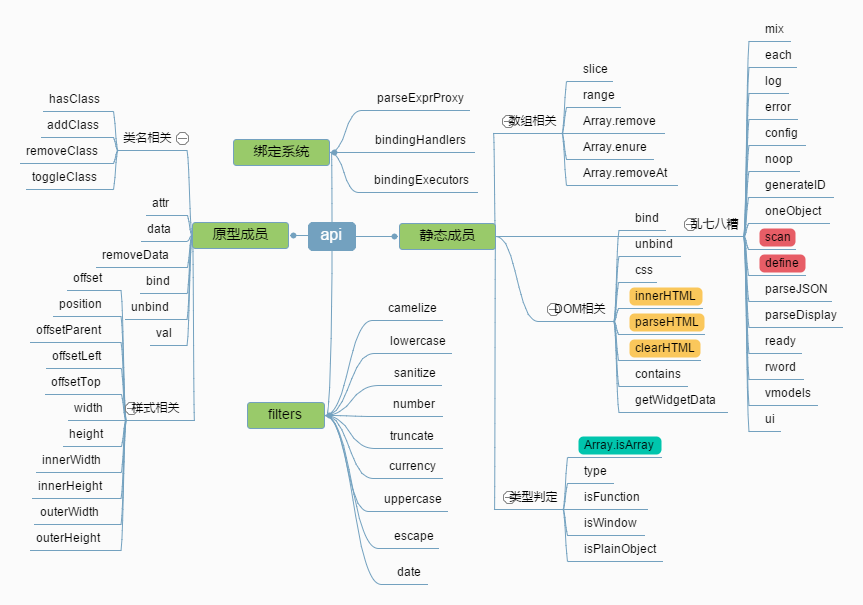 api
绑定系统
parseExprProxy
bindingHandlers
bindingExecutors
原型成员
类名相关
hasClass
addClass
removeClass
toggleClass
attr
data
removeData
bind
unbind
val
样式相关
offset
position
offsetParent
offsetLeft
offsetTop
width
height
innerWidth
innerHeight
outerWidth
outerHeight
filters
camelize
lowercase
sanitize
number
truncate
currency
uppercase
escape
date
静态成员
数组相关
slice
range
Array.remove
Array.enure
Array.removeAt
乱七八糟
mix
each
log
error
config
noop
generateID
oneObject
scan
define
parseJSON
parseDisplay
ready
rword
vmodels
ui
DOM相关
bind
unbind
css
innerHTML
parseHTML
clearHTML
contains
getWidgetData
类型判定
Array.isArray
type
isFunction
isWindow
isPlainObject